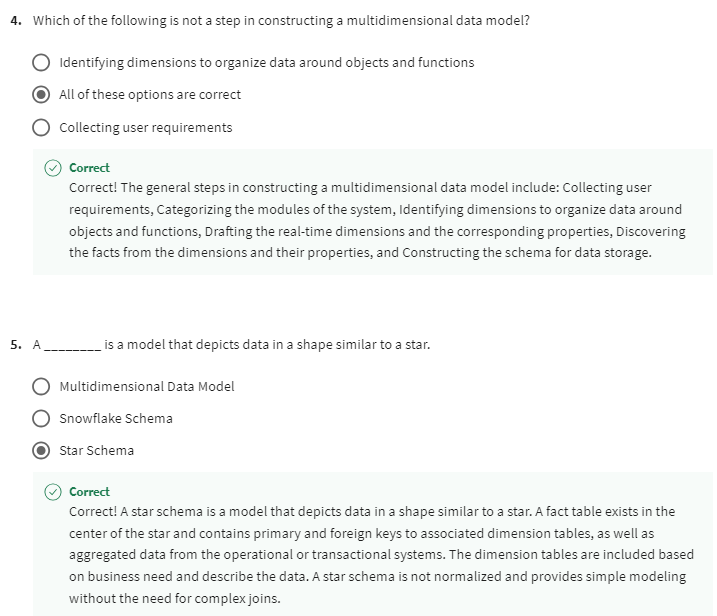 4. Which of the following is not a step in constructing a multidimensional data model?
Identifying dimensions to organize data around objects and functions
All of these options are correct
Collecting user requirements
Correct
Correct! The general steps in constructing a multidimensional data model include: Collecting user
requirements, Categorizing the modules of the system, Identifying dimensions to organize data around
objects and functions, Drafting the real-time dimensions and the corresponding properties, Discovering
the facts from the dimensions and their properties, and Constructing the schema for data storage.
5. A ________ is a model that depicts data in a shape similar to a star.
Multidimensional Data Model
Snowflake Schema
Star Schema
Correct
Correct! A star schema is a model that depicts data in a shape similar to a star. A fact table exists in the
center of the star and contains primary and foreign keys to associated dimension tables, as well as
aggregated data from the operational or transactional systems. The dimension tables are included based
on business need and describe the data. A star schema is not normalized and provides simple modeling
without the need for complex joins.